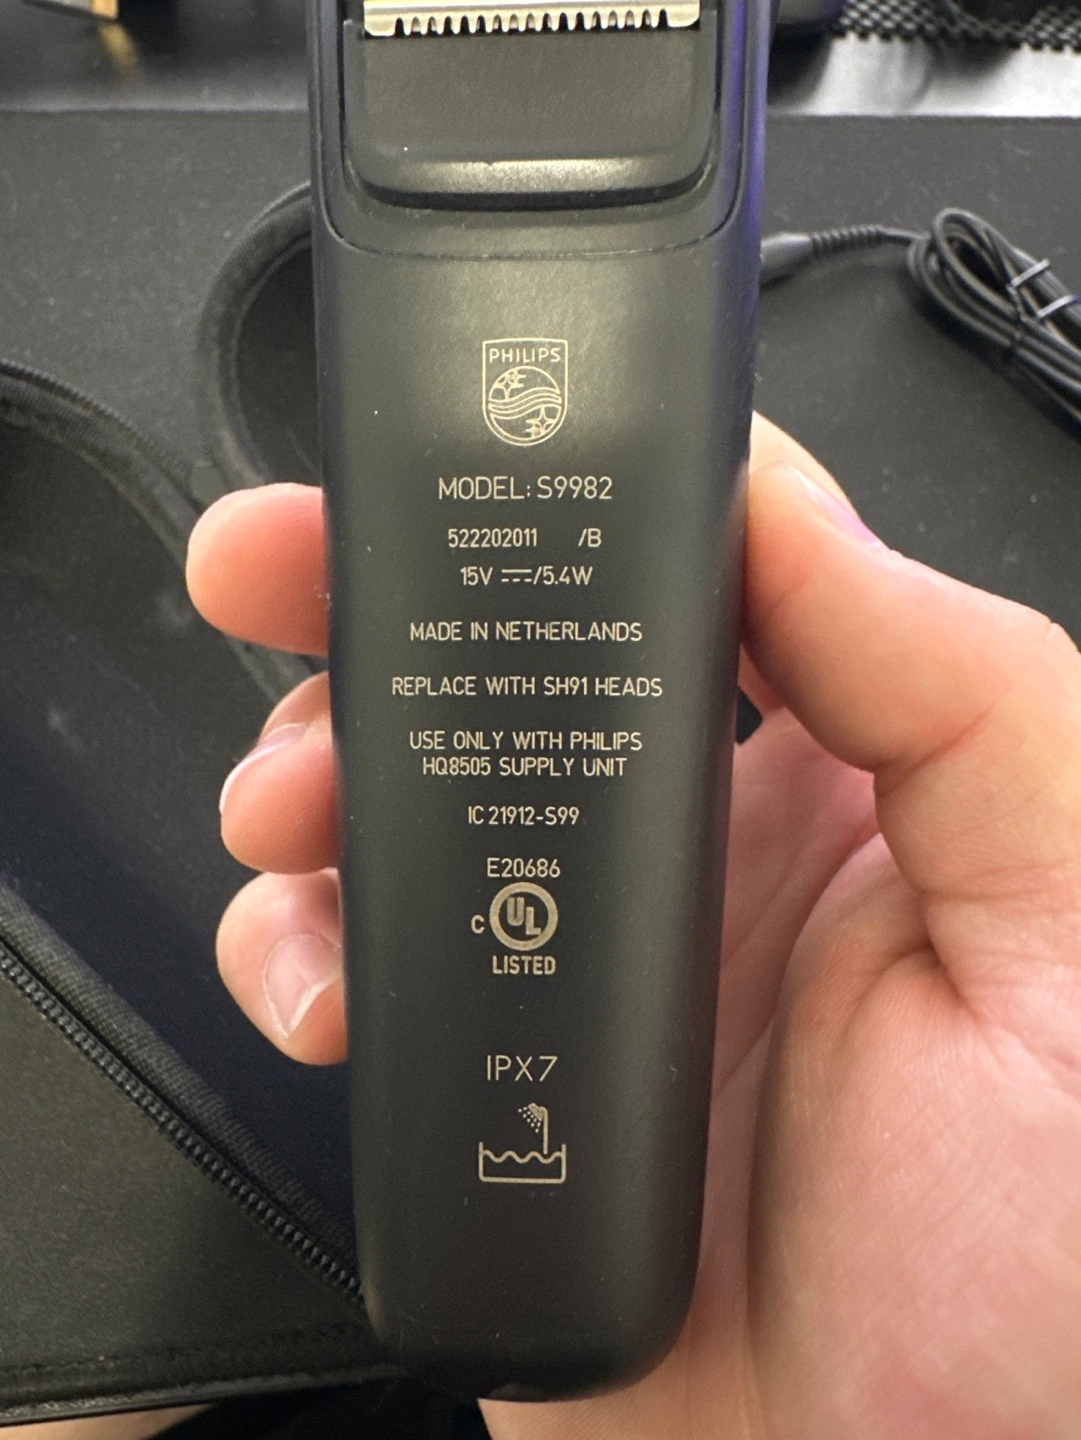 PHILIPS
MODEL: S9982
522202011 /B
15V ⎓/5.4W
MADE IN NETHERLANDS
REPLACE WITH SH91 HEADS
USE ONLY WITH PHILIPS
HQ8505 SUPPLY UNIT
IC 21912-S99
E20686
C UL
LISTED
IPX7